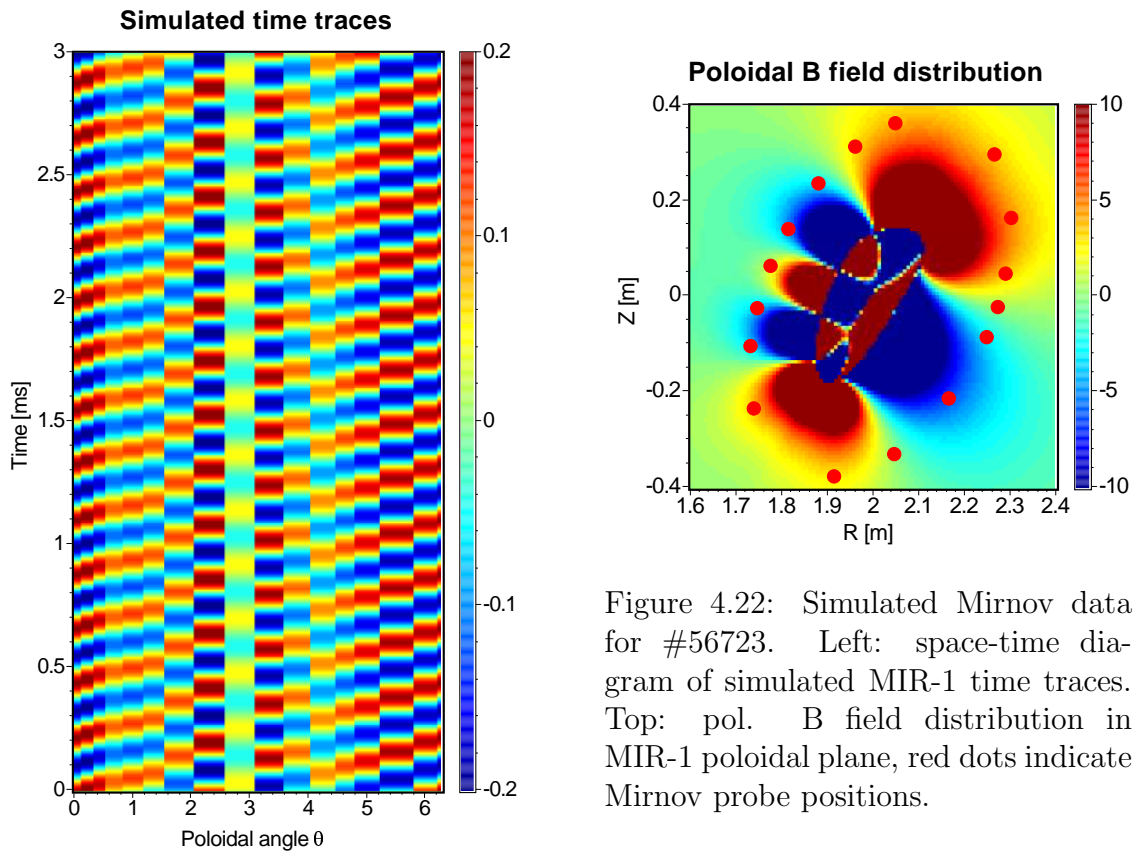 Simulated time traces
3
2.5
2
1.5
1
0.5
0
Time [ms]
0 1 2 3 4 5 6
Poloidal angle θ
0.2
0.1
0
-0.1
-0.2
Poloidal B field distribution
0.4
0.2
0
-0.2
-0.4
Z [m]
1.6 1.7 1.8 1.9 2 2.1 2.2 2.3 2.4
R [m]
10
5
0
-5
-10
Figure 4.22: Simulated Mirnov data
for #56723. Left: space-time dia-
gram of simulated MIR-1 time traces.
Top: pol. B field distribution in
MIR-1 poloidal plane, red dots indicate
Mirnov probe positions.